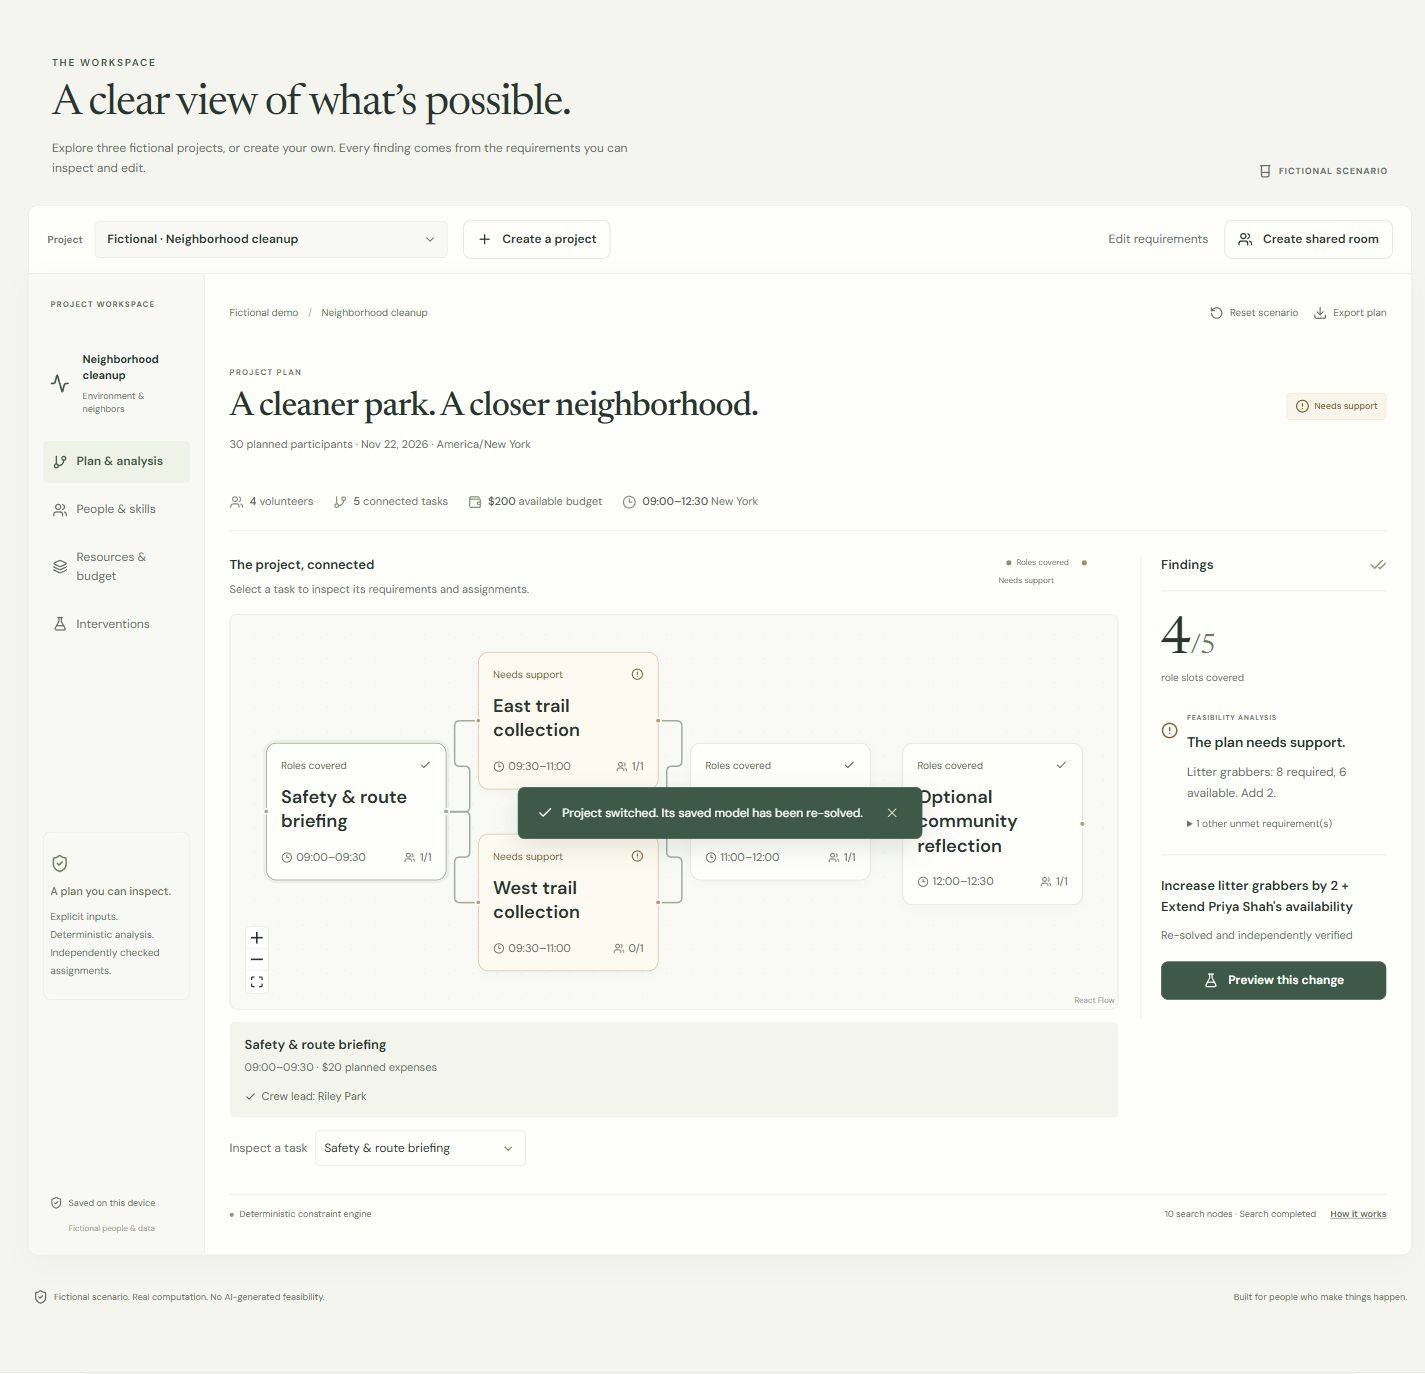 THE WORKSPACE
A clear view of what's possible.
Explore three fictional projects, or create your own. Every finding comes from the requirements you can
inspect and edit.
FICTIONAL SCENARIO
Project
Fictional · Neighborhood cleanup
Create a project
Edit requirements
Create shared room
PROJECT WORKSPACE
Neighborhood
cleanup
Environment &
neighbors
Plan & analysis
People & skills
Resources &
budget
Interventions
A plan you can inspect.
Explicit inputs.
Deterministic analysis.
Independently checked
assignments.
Saved on this device
Fictional people & data
Fictional demo / Neighborhood cleanup
Reset scenario
Export plan
PROJECT PLAN
A cleaner park. A closer neighborhood.
Needs support
30 planned participants · Nov 22, 2026 · America/New York
4 volunteers
5 connected tasks
$200 available budget
09:00–12:30 New York
The project, connected
Select a task to inspect its requirements and assignments.
Roles covered
Needs support
Roles covered
Safety & route
briefing
09:00–09:30
1/1
Needs support
East trail
collection
09:30–11:00
1/1
Needs support
West trail
collection
09:30–11:00
0/1
Roles covered
11:00–12:00
1/1
Roles covered
Optional
community
reflection
12:00–12:30
1/1
Project switched. Its saved model has been re-solved.
React Flow
Safety & route briefing
09:00–09:30 · $20 planned expenses
Crew lead: Riley Park
Inspect a task
Safety & route briefing
Findings
4/5
role slots covered
FEASIBILITY ANALYSIS
The plan needs support.
Litter grabbers: 8 required, 6
available. Add 2.
1 other unmet requirement(s)
Increase litter grabbers by 2 +
Extend Priya Shah's availability
Re-solved and independently verified
Preview this change
Deterministic constraint engine
10 search nodes · Search completed
How it works
Fictional scenario. Real computation. No AI-generated feasibility.
Built for people who make things happen.